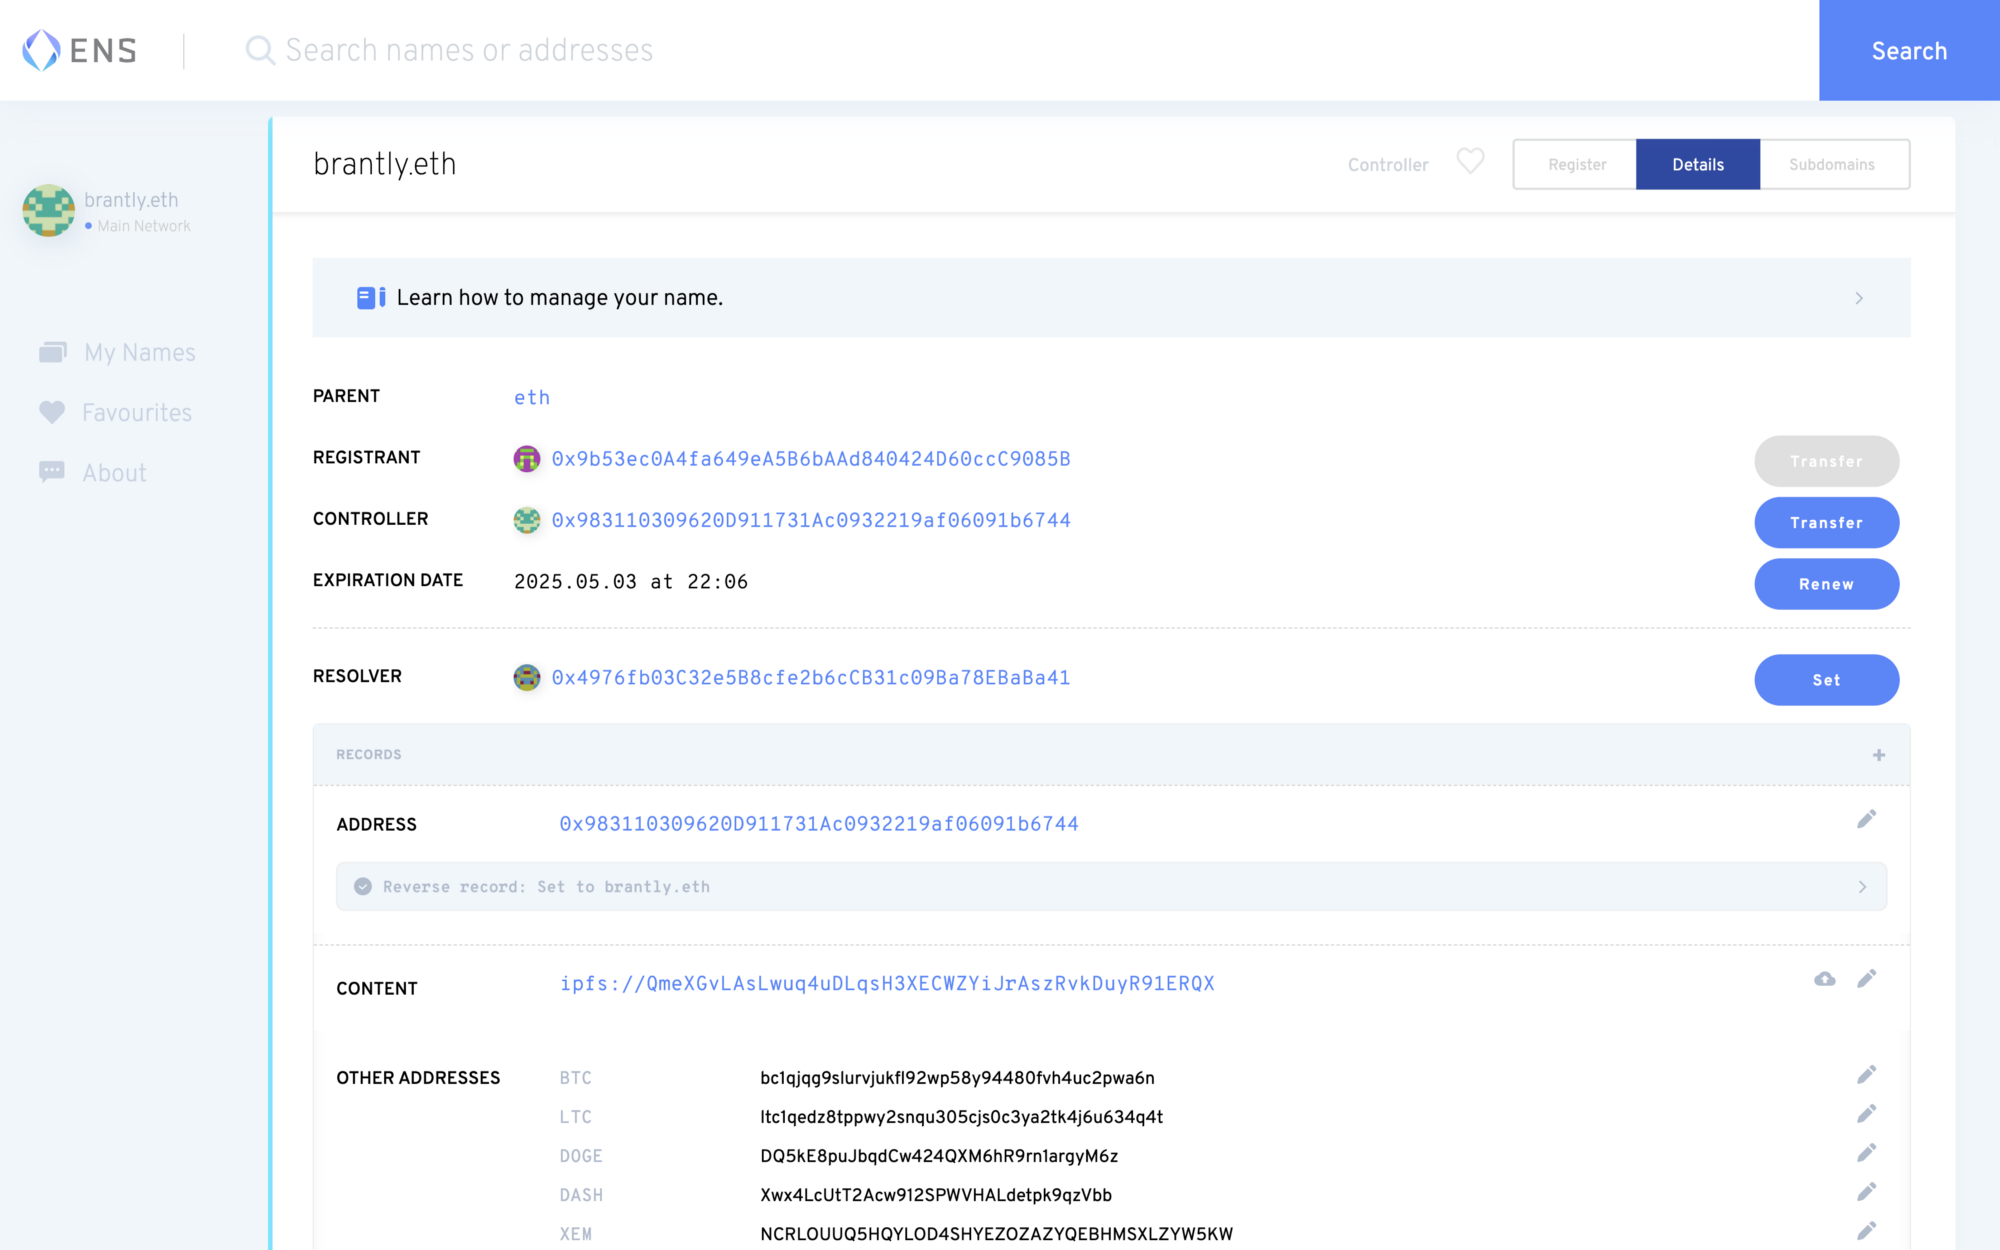 ENS
Search names or addresses
Search
brantly.eth
Main Network
My Names
Favourites
About
brantly.eth
Controller
Register
Details
Subdomains
Learn how to manage your name.
PARENT
eth
REGISTRANT
0x9b53ec0A4fa649eA5B6bAAd840424D60ccC9085B
Transfer
CONTROLLER
0x983110309620D911731Ac0932219af06091b6744
Transfer
EXPIRATION DATE
2025.05.03 at 22:06
Renew
RESOLVER
0x4976fb03C32e5B8cfe2b6cCB31c09Ba78EBaBa41
Set
RECORDS
ADDRESS
0x983110309620D911731Ac0932219af06091b6744
Reverse record: Set to brantly.eth
CONTENT
ipfs://QmeXGvLAsLwuq4uDLqsH3XECWZYiJrAszRvkDuyR91ERQX
OTHER ADDRESSES
BTC
bc1qjqg9slurvjukfl92wp58y94480fvh4uc2pwa6n
LTC
ltc1qedz8tppwy2snqu305cjs0c3ya2tk4j6u634q4t
DOGE
DQ5kE8puJbqdCw424QXM6hR9rn1argyM6z
DASH
Xwx4LcUtT2Acw912SPWVHALdetpk9qzVbb
XEM
NCRLOUUQ5HQYLOD4SHYEZOZAZYQEBHMSXLZYW5KW